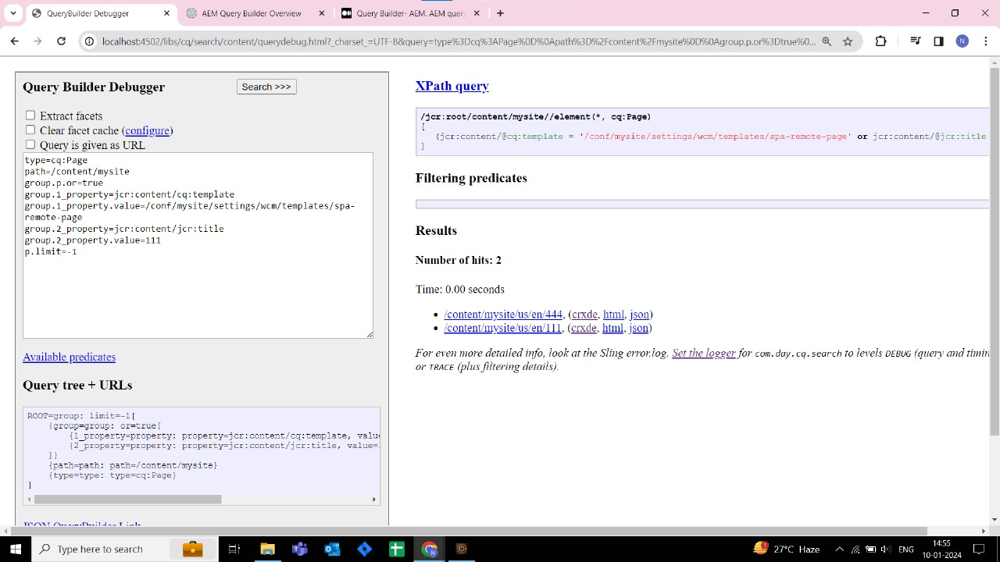 QueryBuilder Debugger
AEM Query Builder Overview
Query Builder- AEM. AEM query
localhost:4502/libs/cq/search/content/querydebug.html?_charset_=UTF-8&query=type%3Dcq%3APage%0D%0Apath%3D%2Fcontent%2Fmysite%0D%0Agroup.p.or%3Dtrue%0...
N
Query Builder Debugger
Search >>>
Extract facets
Clear facet cache (configure)
Query is given as URL
type=cq:Page
path=/content/mysite
group.p.or=true
group.1_property=jcr:content/cq:template
group.1_property.value=/conf/mysite/settings/wcm/templates/spa-
remote-page
group.2_property=jcr:content/jcr:title
group.2_property.value=111
p.limit=-1
Available predicates
Query tree + URLs
ROOT=group: limit=-1[
{group=group: or=true[
{1_property=property: property=jcr:content/cq:template, valu
{2_property=property: property=jcr:content/jcr:title, value=
]}
{path=path: path=/content/mysite}
{type=type: type=cq:Page}
]
JSON QueryBuilder Link
XPath query
/jcr:root/content/mysite//element(*, cq:Page)
[
(jcr:content/@cq:template = '/conf/mysite/settings/wcm/templates/spa-remote-page' or jcr:content/@jcr:title
]
Filtering predicates
Results
Number of hits: 2
Time: 0.00 seconds
/content/mysite/us/en/444, (crxde, html, json)
/content/mysite/us/en/111, (crxde, html, json)
For even more detailed info, look at the Sling error.log. Set the logger for com.day.cq.search to levels DEBUG (query and timin
or TRACE (plus filtering details).
Type here to search
N
1
27°C Haze
ENG
14:55
10-01-2024